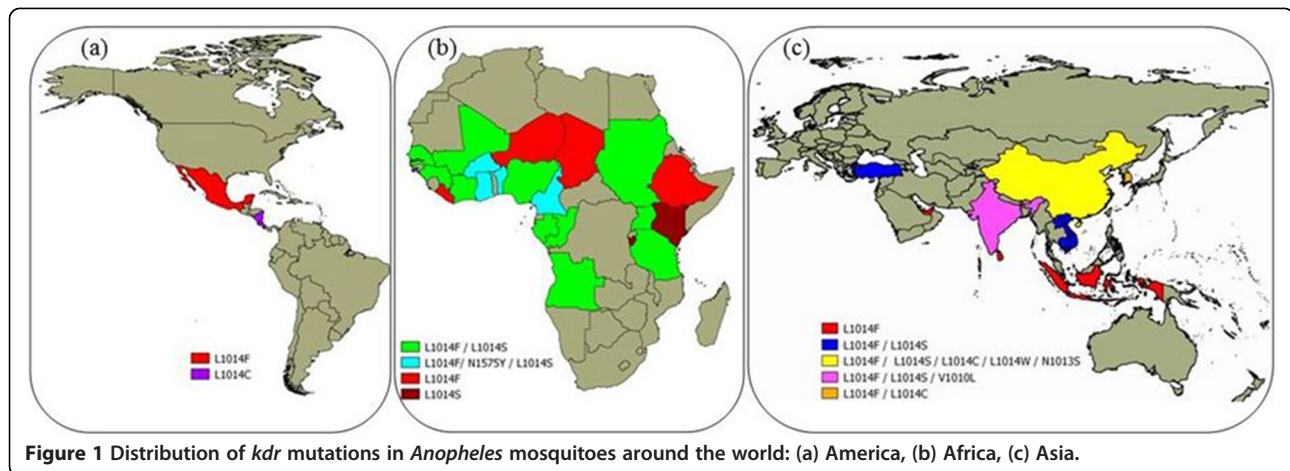 (a)
L1014F
L1014C
(b)
L1014F / L1014S
L1014F/ N1575Y / L1014S
L1014F
L1014S
(c)
L1014F
L1014F / L1014S
L1014F / L1014S / L1014C / L1014W / N1013S
L1014F / L1014S / V1010L
L1014F / L1014C
Figure 1 Distribution of kdr mutations in Anopheles mosquitoes around the world: (a) America, (b) Africa, (c) Asia.